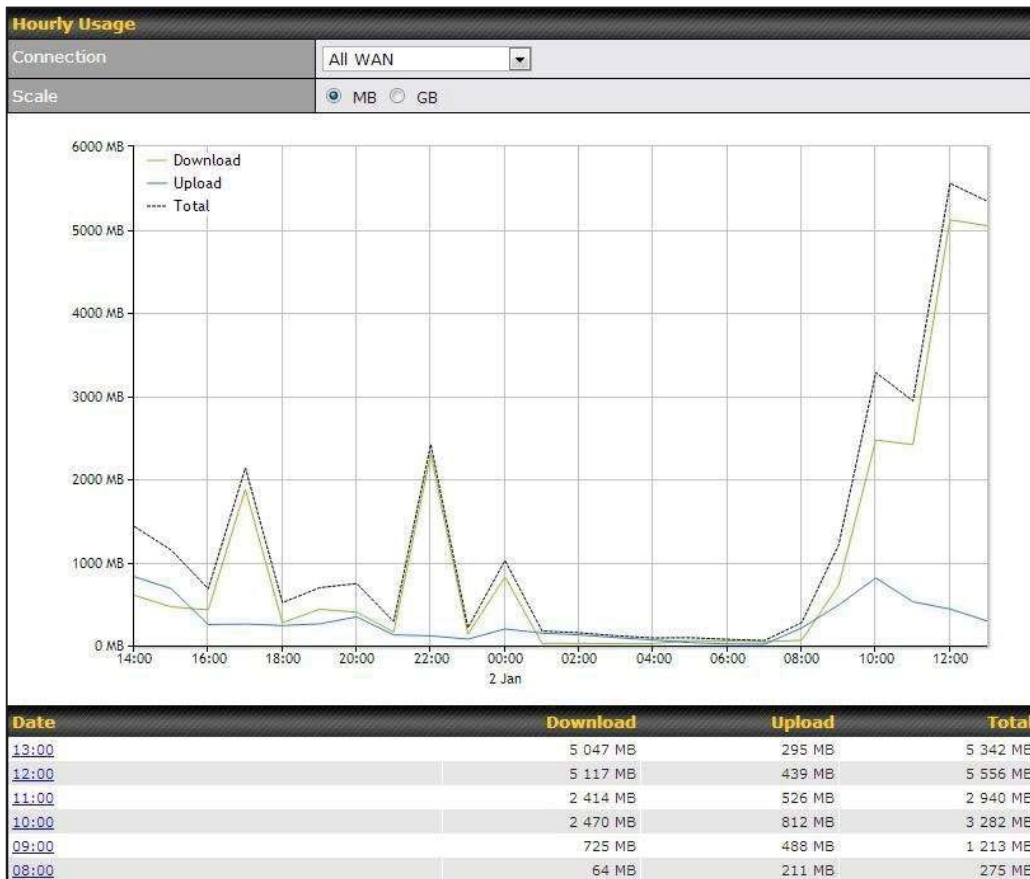 Hourly Usage
Connection All WAN
Scale MB GB
6000 MB
Download
Upload
Total
5000 MB
4000 MB
3000 MB
2000 MB
1000 MB
0 MB
14:00 16:00 18:00 20:00 22:00 00:00 02:00 04:00 06:00 08:00 10:00 12:00
2 Jan
Date Download Upload Total
13:00 5 047 MB 295 MB 5 342 MB
12:00 5 117 MB 439 MB 5 556 MB
11:00 2 414 MB 526 MB 2 940 MB
10:00 2 470 MB 812 MB 3 282 MB
09:00 725 MB 488 MB 1 213 MB
08:00 64 MB 211 MB 275 MB